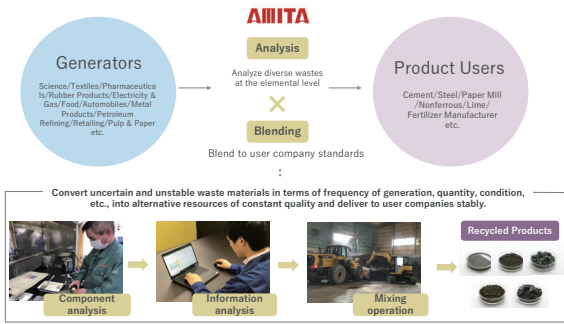 AMITA
Generators
Science/Textiles/Pharmaceutica
ls/Rubber Products/Electricity &
Gas/Food/Automobiles/Metal
Products/Petroleum
Refining/Retailing/Pulp & Paper
etc.
Analysis
Analyze diverse wastes
at the elemental level
×
Blending
Blend to user company standards
:
Product Users
Cement/Steel/Paper Mill
/Nonferrous/Lime/
Fertilizer Manufacturer
etc.
Convert uncertain and unstable waste materials in terms of frequency of generation, quantity, condition,
etc., into alternative resources of constant quality and deliver to user companies stably.
Component
analysis
Information
analysis
Mixing
operation
Recycled Products